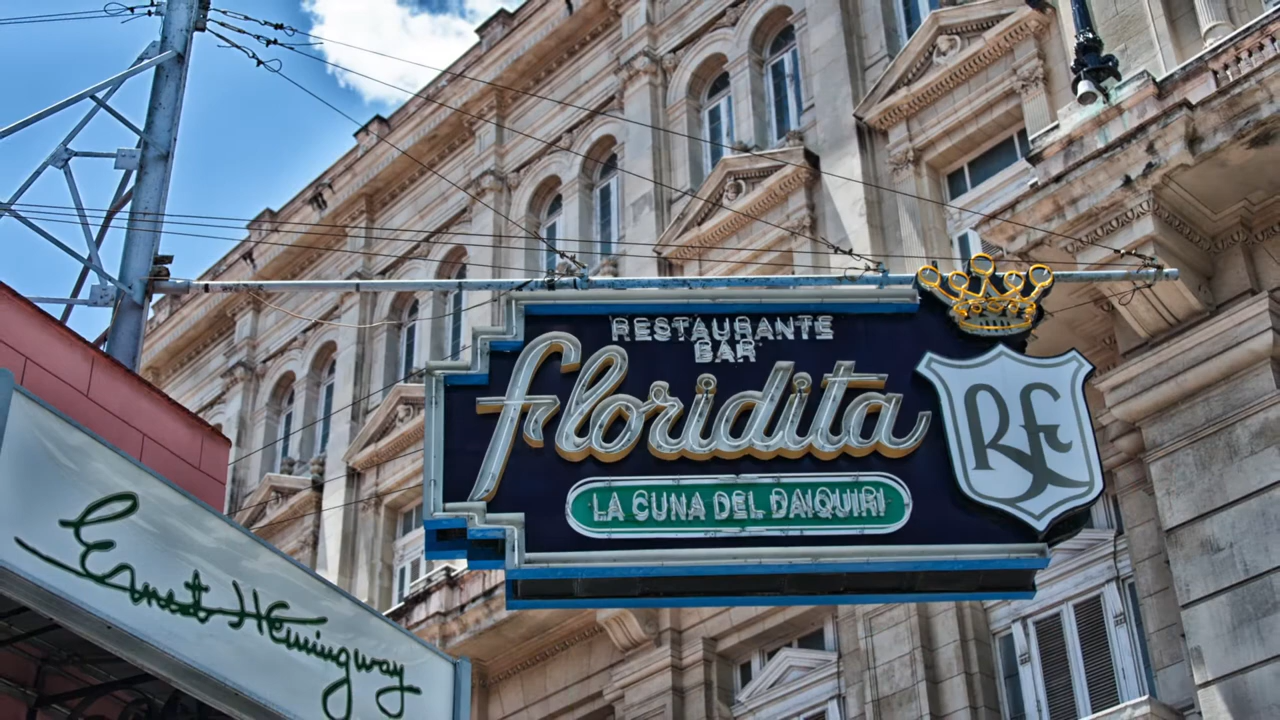 RESTAURANTE
BAR
floridita
LA CUNA DEL DAIQUIRI
RF
Ernest Hemingway